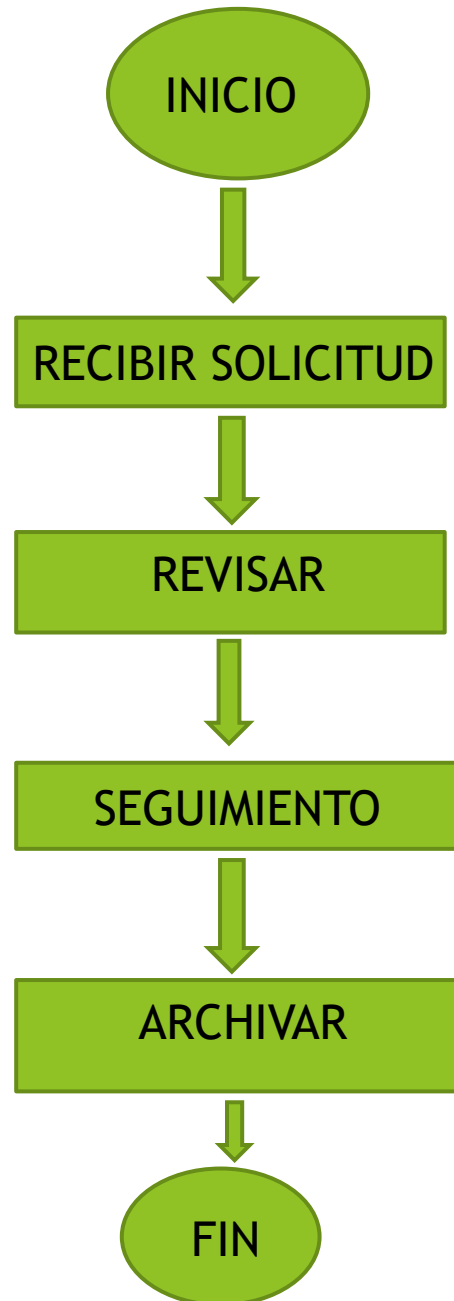 INICIO
RECIBIR SOLICITUD
REVISAR
SEGUIMIENTO
ARCHIVAR
FIN